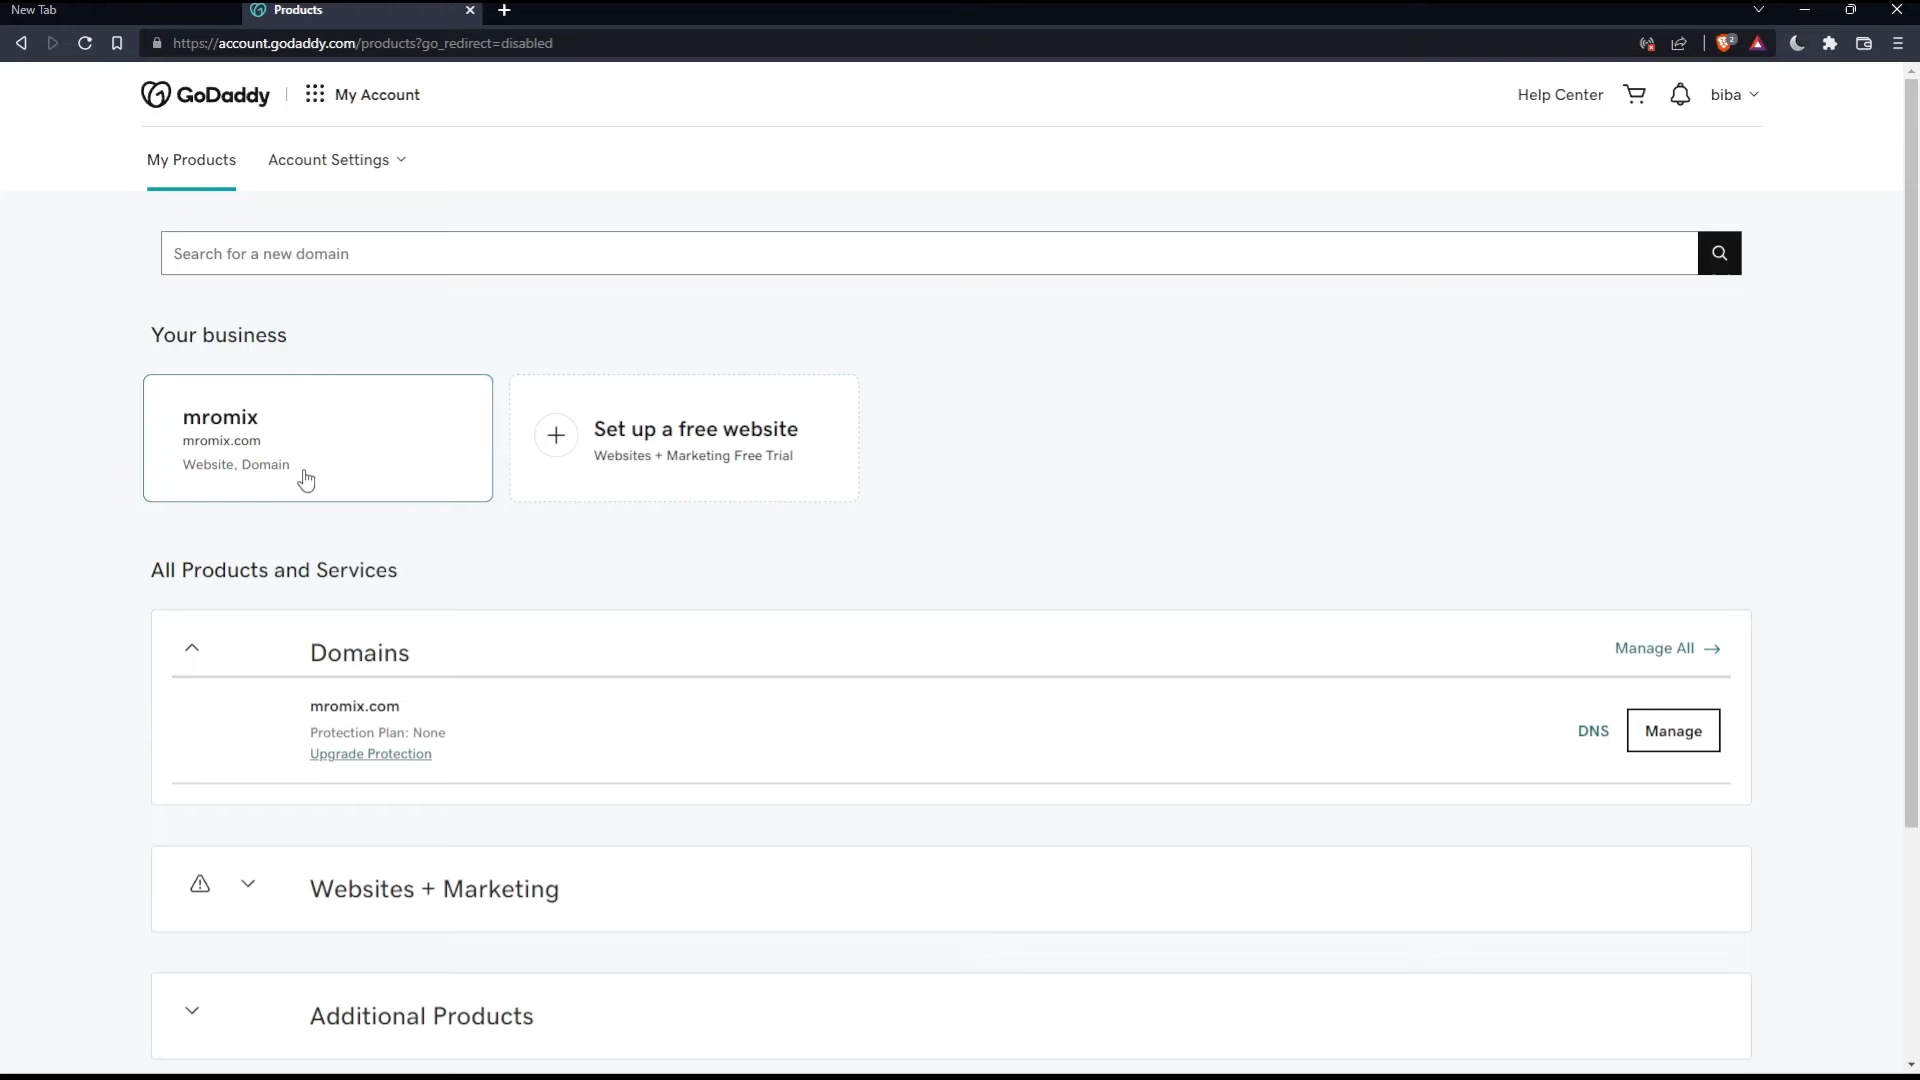 New Tab
Products
https://account.godaddy.com/products?go_redirect=disabled
2
GoDaddy
My Account
Help Center
biba
My Products
Account Settings
Search for a new domain
Your business
mromix
mromix.com
Website, Domain
Set up a free website
Websites + Marketing Free Trial
All Products and Services
Domains
Manage All →
mromix.com
Protection Plan: None
Upgrade Protection
DNS
Manage
Websites + Marketing
Additional Products